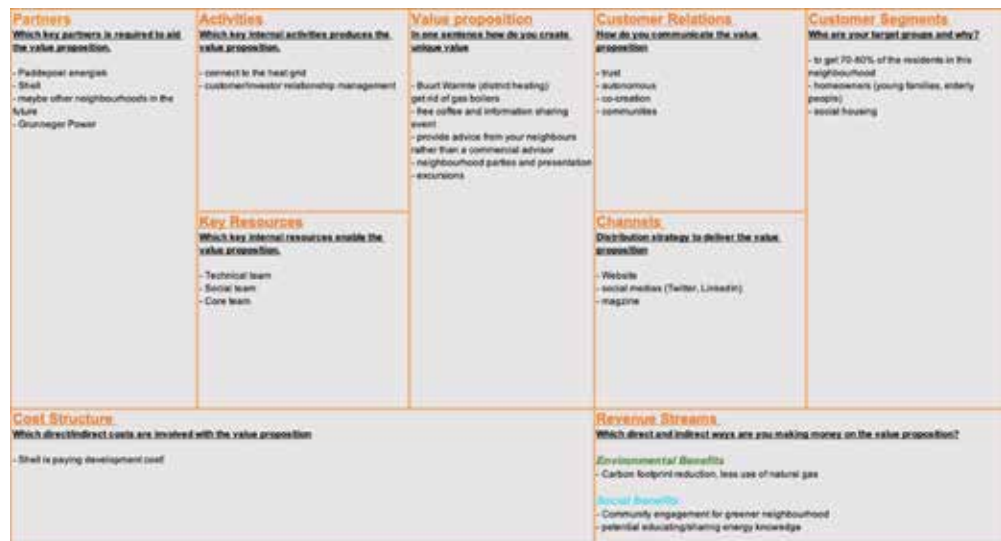 Partners
Which key partners is required to aid
the value proposition.
- Paddepoel energiek
- Shell
- maybe other neighbourhoods in the
future
- Grunneger Power
Activities
Which key internal activities produces the
value proposition.
- connect to the heat grid
- customer/investor relationship management
Key Resources
Which key internal resources enable the
value proposition.
- Technical team
- Social team
- Core team
Value proposition
In one sentence how do you create
unique value
- Buurt Warmte (district heating)
get rid of gas boilers
- free coffee and information sharing
event
- provide advice from your neighbours
rather than a commercial advisor
- neighbourhood parties and presentation
- excursions
Customer Relations
How do you communicate the value
proposition
- trust
- autonomous
- co-creation
- communities
Channels
Distribution strategy to deliver the value
proposition
- Website
- social medias (Twitter, LinkedIn)
- magzine
Customer Segments
Who are your target groups and why?
- to get 70-80% of the residents in this
neighbourhood
- homeowners (young families, elderly
people)
- social housing
Cost Structure
Which direct/indirect costs are involved with the value proposition
- Shell is paying development cost!
Revenue Streams
Which direct and indirect ways are you making money on the value proposition?
Environmental Benefits
- Carbon footprint reduction, less use of natural gas
Social benefits
- Community engagement for greener neighbourhood
- potential educating/sharing energy knowledge